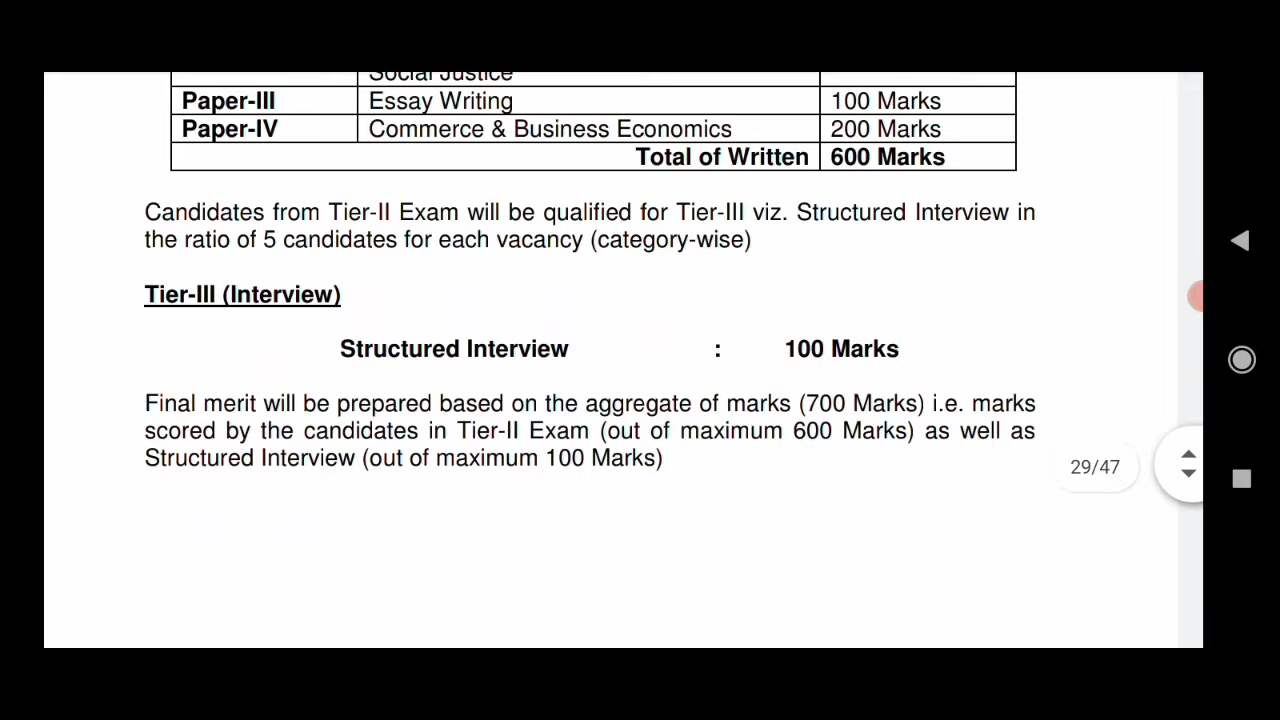 Social Justice
Paper-III Essay Writing 100 Marks
Paper-IV Commerce & Business Economics 200 Marks
Total of Written 600 Marks
Candidates from Tier-II Exam will be qualified for Tier-III viz. Structured Interview in
the ratio of 5 candidates for each vacancy (category-wise)
Tier-III (Interview)
Structured Interview : 100 Marks
Final merit will be prepared based on the aggregate of marks (700 Marks) i.e. marks
scored by the candidates in Tier-II Exam (out of maximum 600 Marks) as well as
Structured Interview (out of maximum 100 Marks)
29/47